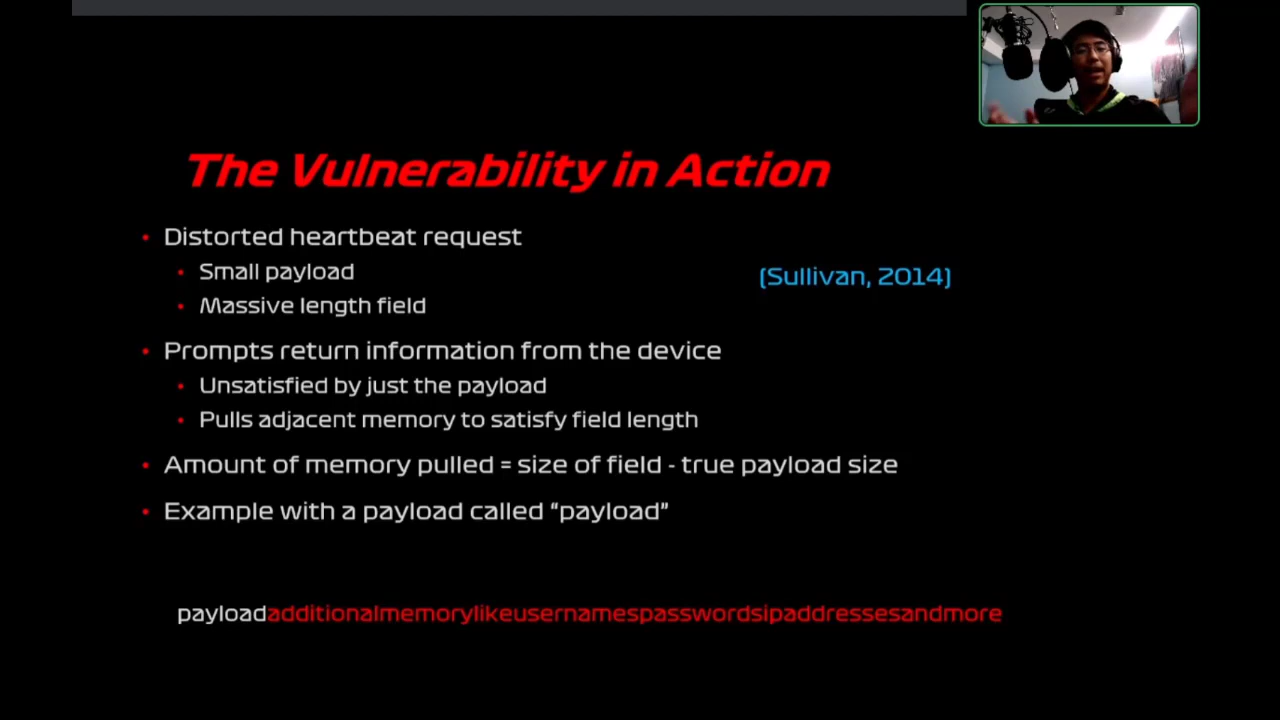 The Vulnerability in Action
• Distorted heartbeat request
• Small payload
(Sullivan, 2014)
• Massive length field
• Prompts return information from the device
• Unsatisfied by just the payload
• Pulls adjacent memory to satisfy field length
• Amount of memory pulled = size of field - true payload size
• Example with a payload called “payload”
payloadadditionalmemorylikeusernamespasswordsipaddressesandmore